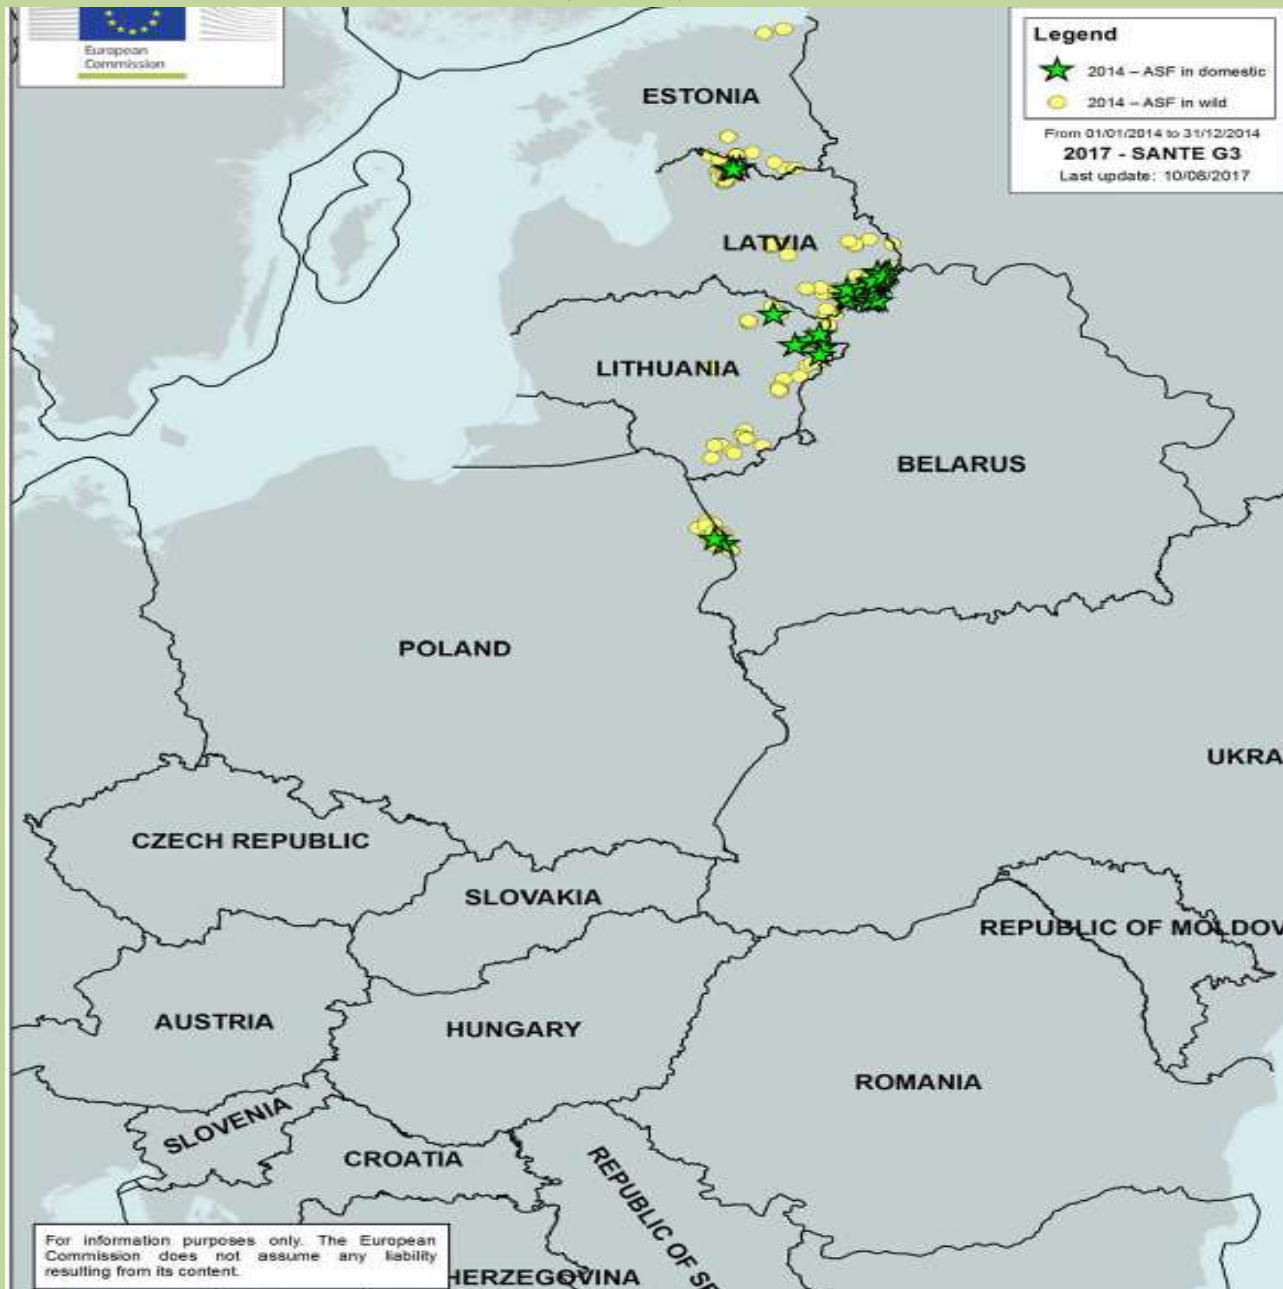 European
Commission
Legend
2014 – ASF in domestic
2014 – ASF in wild
From 01/01/2014 to 31/12/2014
2017 - SANTE G3
Last update: 10/08/2017
ESTONIA
LATVIA
LITHUANIA
BELARUS
POLAND
UKRA
CZECH REPUBLIC
SLOVAKIA
REPUBLIC OF MOLDOV
AUSTRIA
HUNGARY
ROMANIA
SLOVENIA
CROATIA
REPUBLIC OF SE
HERZEGOVINA
For information purposes only. The European
Commission does not assume any liability
resulting from its content.